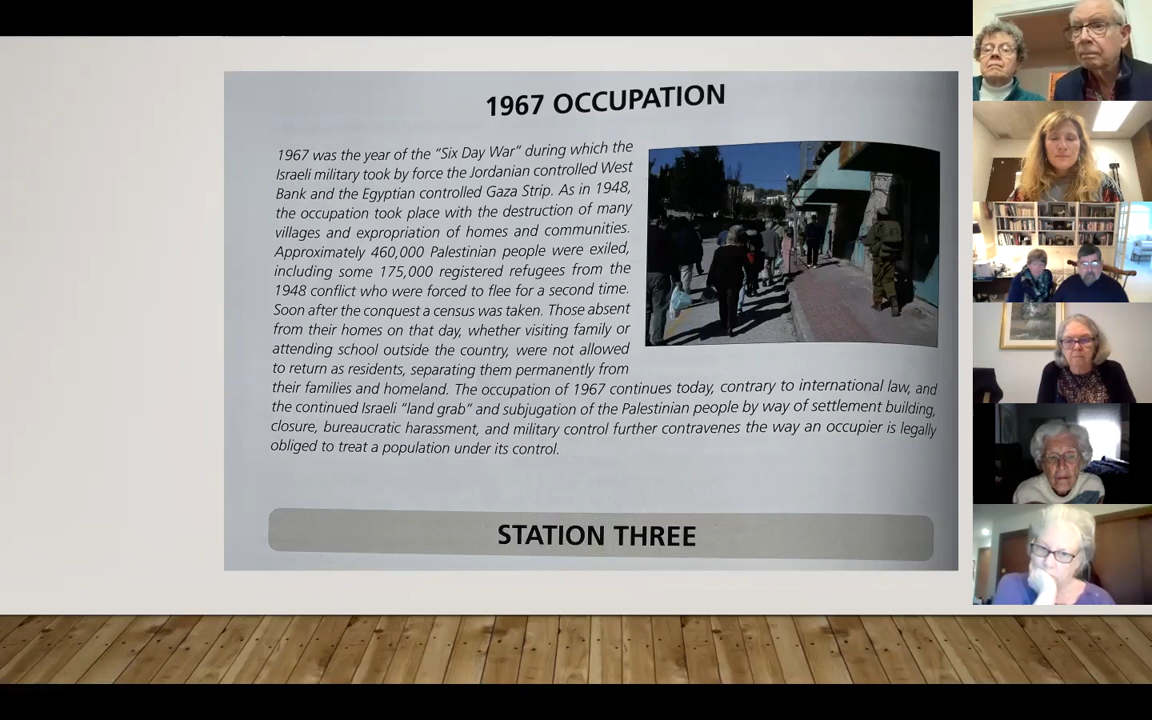 1967 OCCUPATION
1967 was the year of the “Six Day War” during which the
Israeli military took by force the Jordanian controlled West
Bank and the Egyptian controlled Gaza Strip. As in 1948,
the occupation took place with the destruction of many
villages and expropriation of homes and communities.
Approximately 460,000 Palestinian people were exiled,
including some 175,000 registered refugees from the
1948 conflict who were forced to flee for a second time.
Soon after the conquest a census was taken. Those absent
from their homes on that day, whether visiting family or
attending school outside the country, were not allowed
to return as residents, separating them permanently from
their families and homeland. The occupation of 1967 continues today, contrary to international law, and
the continued Israeli “land grab” and subjugation of the Palestinian people by way of settlement building,
closure, bureaucratic harassment, and military control further contravenes the way an occupier is legally
obliged to treat a population under its control.
STATION THREE